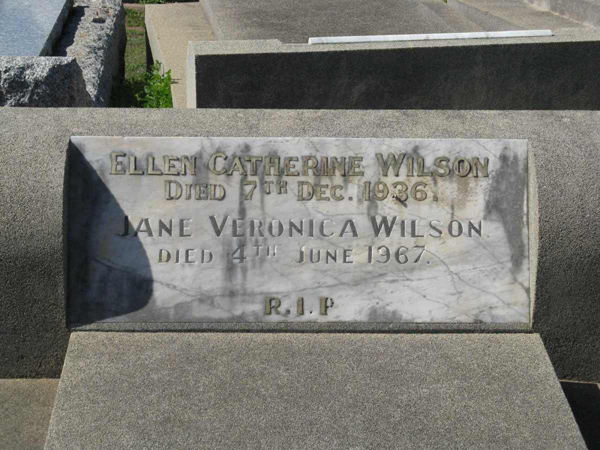 Ellen Catherine Wilson
Died 7th Dec. 1936.
Jane Veronica Wilson.
Died 4th June 1967.
R.I.P